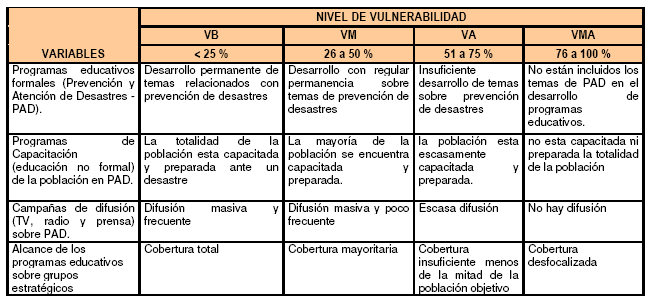 NIVEL DE VULNERABILIDAD
VARIABLES
VB
VM
VA
VMA
< 25 %
26 a 50 %
51 a 75 %
76 a 100 %
Programas educativos
formales (Prevención y
Atención de Desastres -
PAD).
Desarrollo permanente de
temas relacionados con
prevención de desastres
Desarrollo con regular
permanencia sobre
temas de prevención de
desastres
Insuficiente
desarrollo de temas
sobre prevención
de desastres
No están incluidos los
temas de PAD en el
desarrollo de
programas
educativos.
Programas de
Capacitación
(educación no formal)
de la población en PAD.
La totalidad de la
población esta capacitada
y preparada ante un
desastre
La mayoría de la
población se encuentra
capacitada y
preparada.
la población esta
escasamente
capacitada y
preparada.
no esta capacitada ni
preparada la totalidad
de la población
Campañas de difusión
(TV, radio y prensa)
sobre PAD.
Difusión masiva y
frecuente
Difusión masiva y poco
frecuente
Escasa difusión
No hay difusión
Alcance de los
programas educativos
sobre grupos
estratégicos
Cobertura total
Cobertura mayoritaria
Cobertura
insuficiente menos
de la mitad de la
población objetivo
Cobertura
desfocalizada